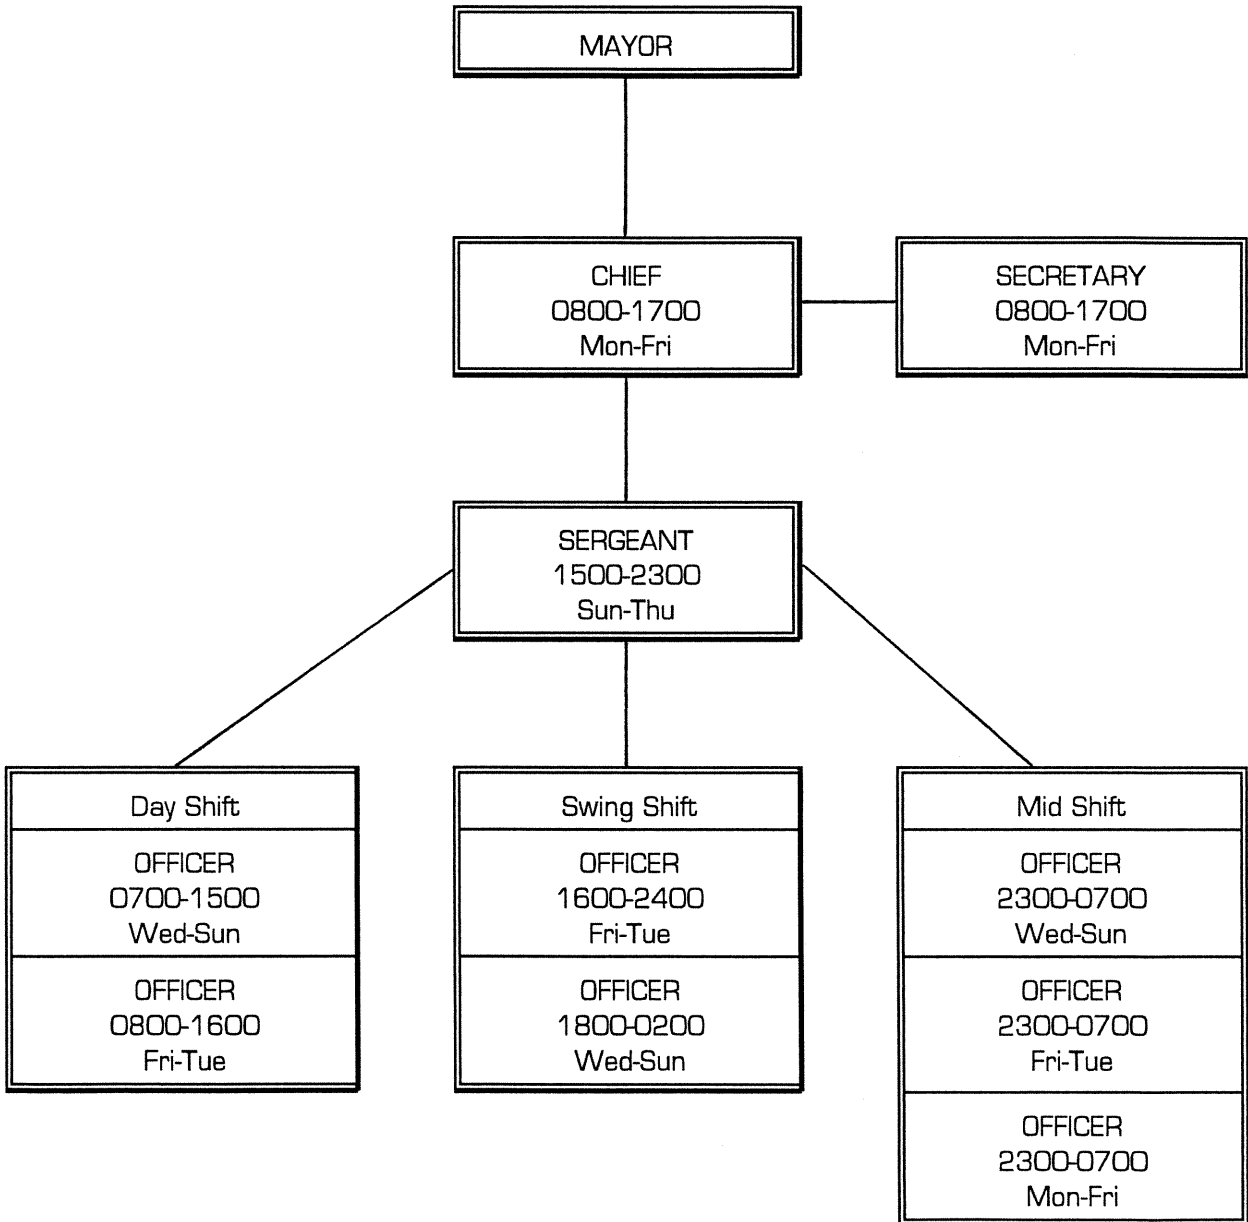 MAYOR
CHIEF
0800-1700
Mon-Fri
SECRETARY
0800-1700
Mon-Fri
SERGEANT
1500-2300
Sun-Thu
Day Shift
OFFICER
0700-1500
Wed-Sun
OFFICER
0800-1600
Fri-Tue
Swing Shift
OFFICER
1600-2400
Fri-Tue
OFFICER
1800-0200
Wed-Sun
Mid Shift
OFFICER
2300-0700
Wed-Sun
OFFICER
2300-0700
Fri-Tue
OFFICER
2300-0700
Mon-Fri